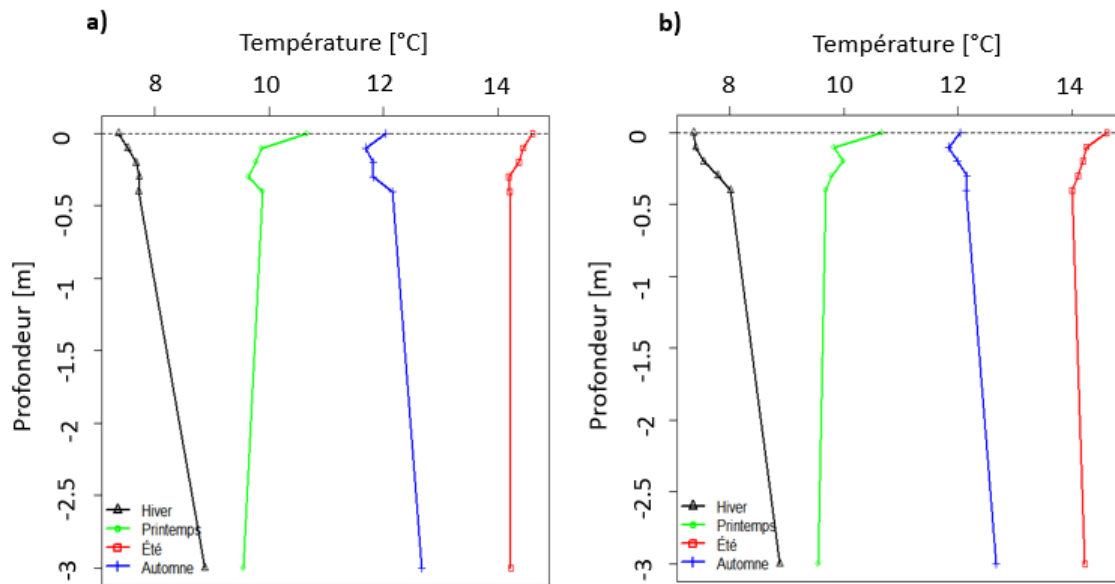 a)
Température [°C]
8 10 12 14
Profondeur [m]
0
-0.5
-1
-1.5
-2
-2.5
-3
Hiver
Printemps
Été
Automne
b)
Température [°C]
8 10 12 14
Profondeur [m]
0
-0.5
-1
-1.5
-2
-2.5
-3
Hiver
Printemps
Été
Automne